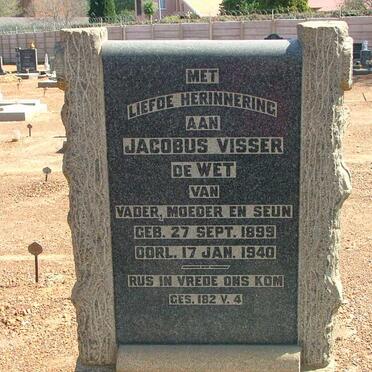 MET
LIEFDE HERINNERING
AAN
JACOBUS VISSER
DE WET
VAN
VADER, MOEDER EN SEUN
GEB. 27 SEPT. 1899
OORL. 17 JAN. 1940
RUS IN VREDE ONS KOM
GES. 182 V. 4